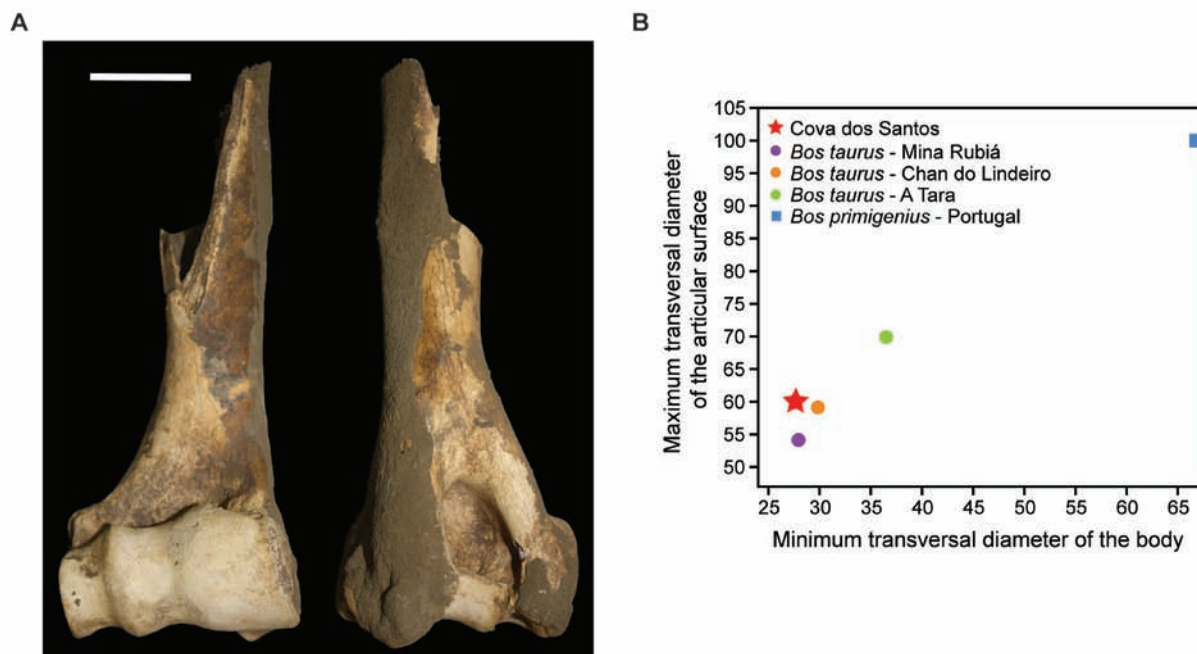 A
B
105
100
95
90
85
80
75
70
65
60
55
50
Maximum transversal diameter
of the articular surface
Cova dos Santos
Bos taurus - Mina Rubiá
Bos taurus - Chan do Lindeiro
Bos taurus - A Tara
Bos primigenius - Portugal
25 30 35 40 45 50 55 60 65
Minimum transversal diameter of the body